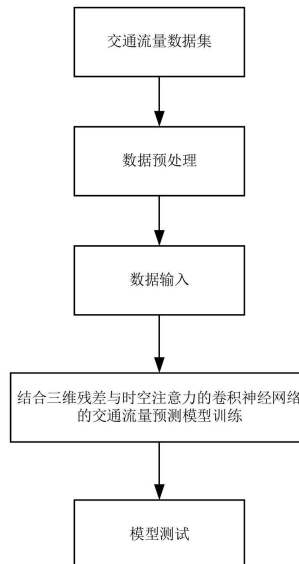 交通流量数据集
数据预处理
数据输入
结合三维残差与时空注意力的卷积神经网络
的交通流量预测模型训练
模型测试